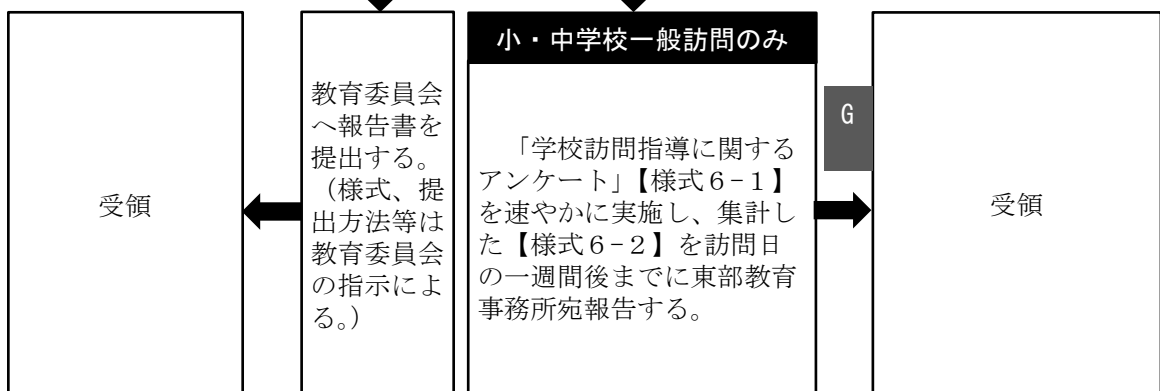 受領
教育委員会
へ報告書を
提出する。
（様式、提
出方法等は
教育委員会
の指示によ
る。）
小・中学校一般訪問のみ
「学校訪問指導に関する
アンケート」【様式６－１】
を速やかに実施し、集計し
た【様式６－２】を訪問日
の一週間後までに東部教育
事務所宛報告する。
G
受領